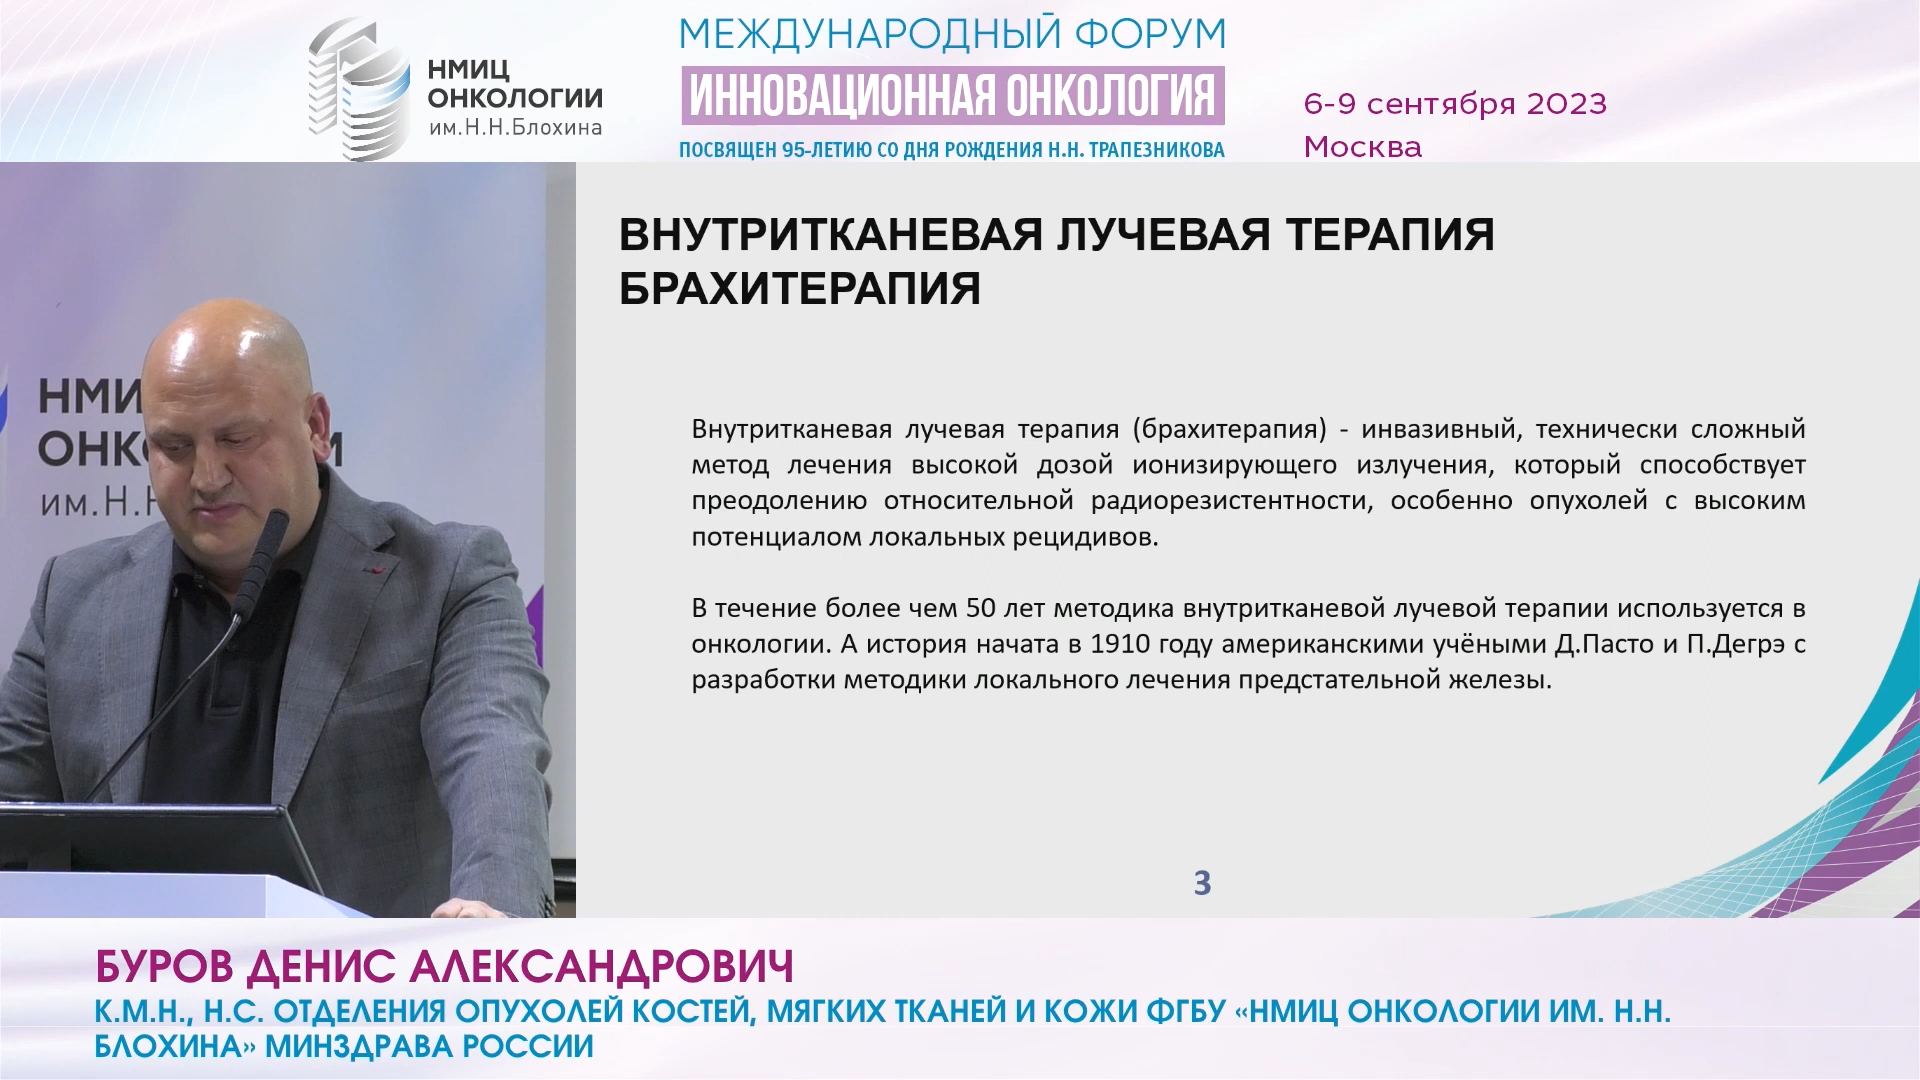 НМИЦ
ОНКОЛОГИИ
им.Н.Н.Блохина
МЕЖДУНАРОДНЫЙ ФОРУМ
ИННОВАЦИОННАЯ ОНКОЛОГИЯ
ПОСВЯЩЕН 95-ЛЕТИЮ СО ДНЯ РОЖДЕНИЯ Н.Н. ТРАПЕЗНИКОВА
6-9 сентября 2023
Москва
НМИ
ОНК И
им.Н.Н
ВНУТРИТКАНЕВАЯ ЛУЧЕВАЯ ТЕРАПИЯ
БРАХИТЕРАПИЯ
Внутритканевая лучевая терапия (брахитерапия) - инвазивный, технически сложный
метод лечения высокой дозой ионизирующего излучения, который способствует
преодолению относительной радиорезистентности, особенно опухолей с высоким
потенциалом локальных рецидивов.
В течение более чем 50 лет методика внутритканевой лучевой терапии используется в
онкологии. А история начата в 1910 году американскими учёными Д.Пасто и П.Дегрэ с
разработки методики локального лечения предстательной железы.
3
БУРОВ ДЕНИС АЛЕКСАНДРОВИЧ
К.М.Н., Н.С. ОТДЕЛЕНИЯ ОПУХОЛЕЙ КОСТЕЙ, МЯГКИХ ТКАНЕЙ И КОЖИ ФГБУ «НМИЦ ОНКОЛОГИИ ИМ. Н.Н.
БЛОХИНА» МИНЗДРАВА РОССИИ